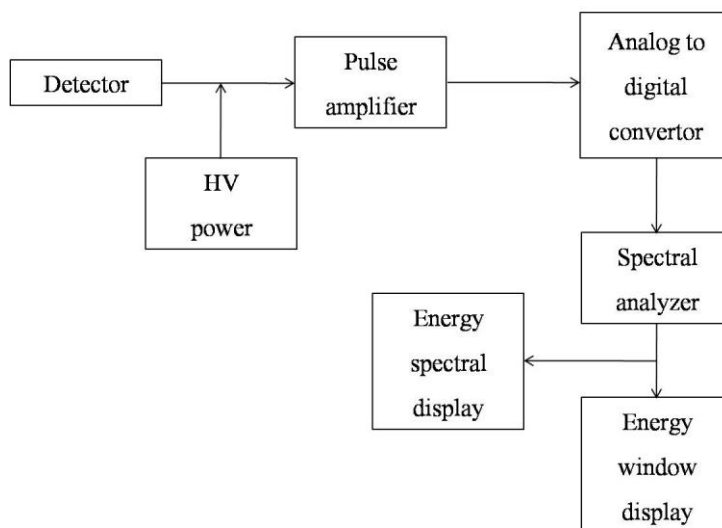 Detector
Pulse
amplifier
Analog to
digital
convertor
HV
power
Spectral
analyzer
Energy
spectral
display
Energy
window
display